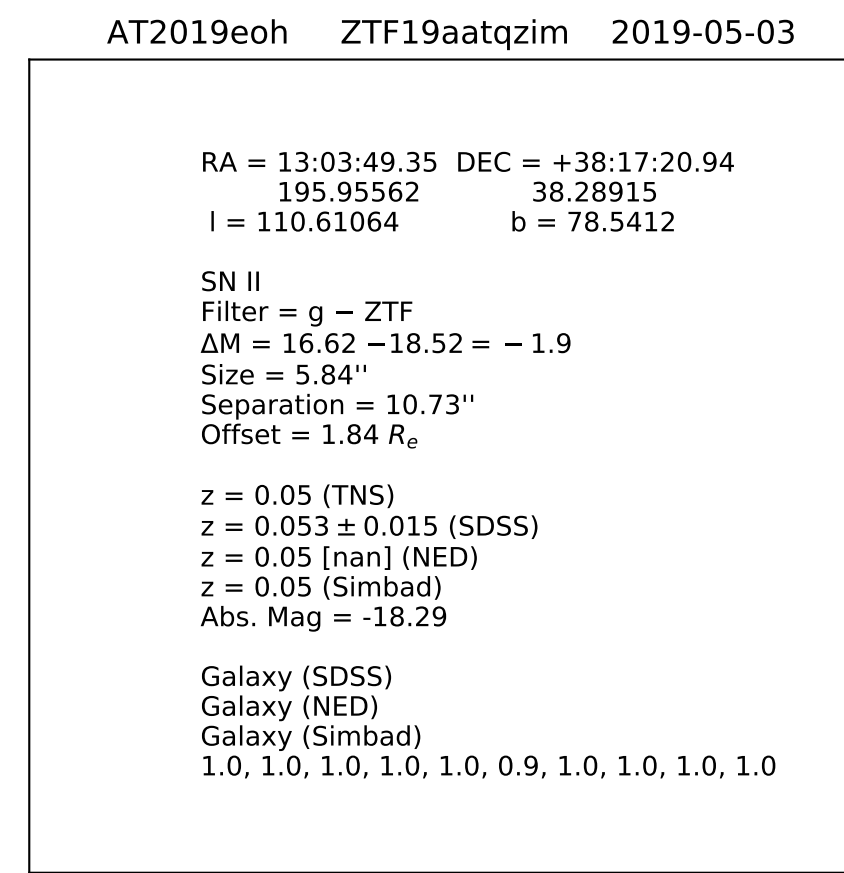 AT2019eoh ZTF19aatqzim 2019-05-03
RA = 13:03:49.35 DEC = +38:17:20.94
195.95562 38.28915
l = 110.61064 b = 78.5412
SN II
Filter = g − ZTF
ΔM = 16.62 −18.52 = − 1.9
Size = 5.84''
Separation = 10.73''
Offset = 1.84 Re
z = 0.05 (TNS)
z = 0.053 ± 0.015 (SDSS)
z = 0.05 [nan] (NED)
z = 0.05 (Simbad)
Abs. Mag = -18.29
Galaxy (SDSS)
Galaxy (NED)
Galaxy (Simbad)
1.0, 1.0, 1.0, 1.0, 1.0, 0.9, 1.0, 1.0, 1.0, 1.0